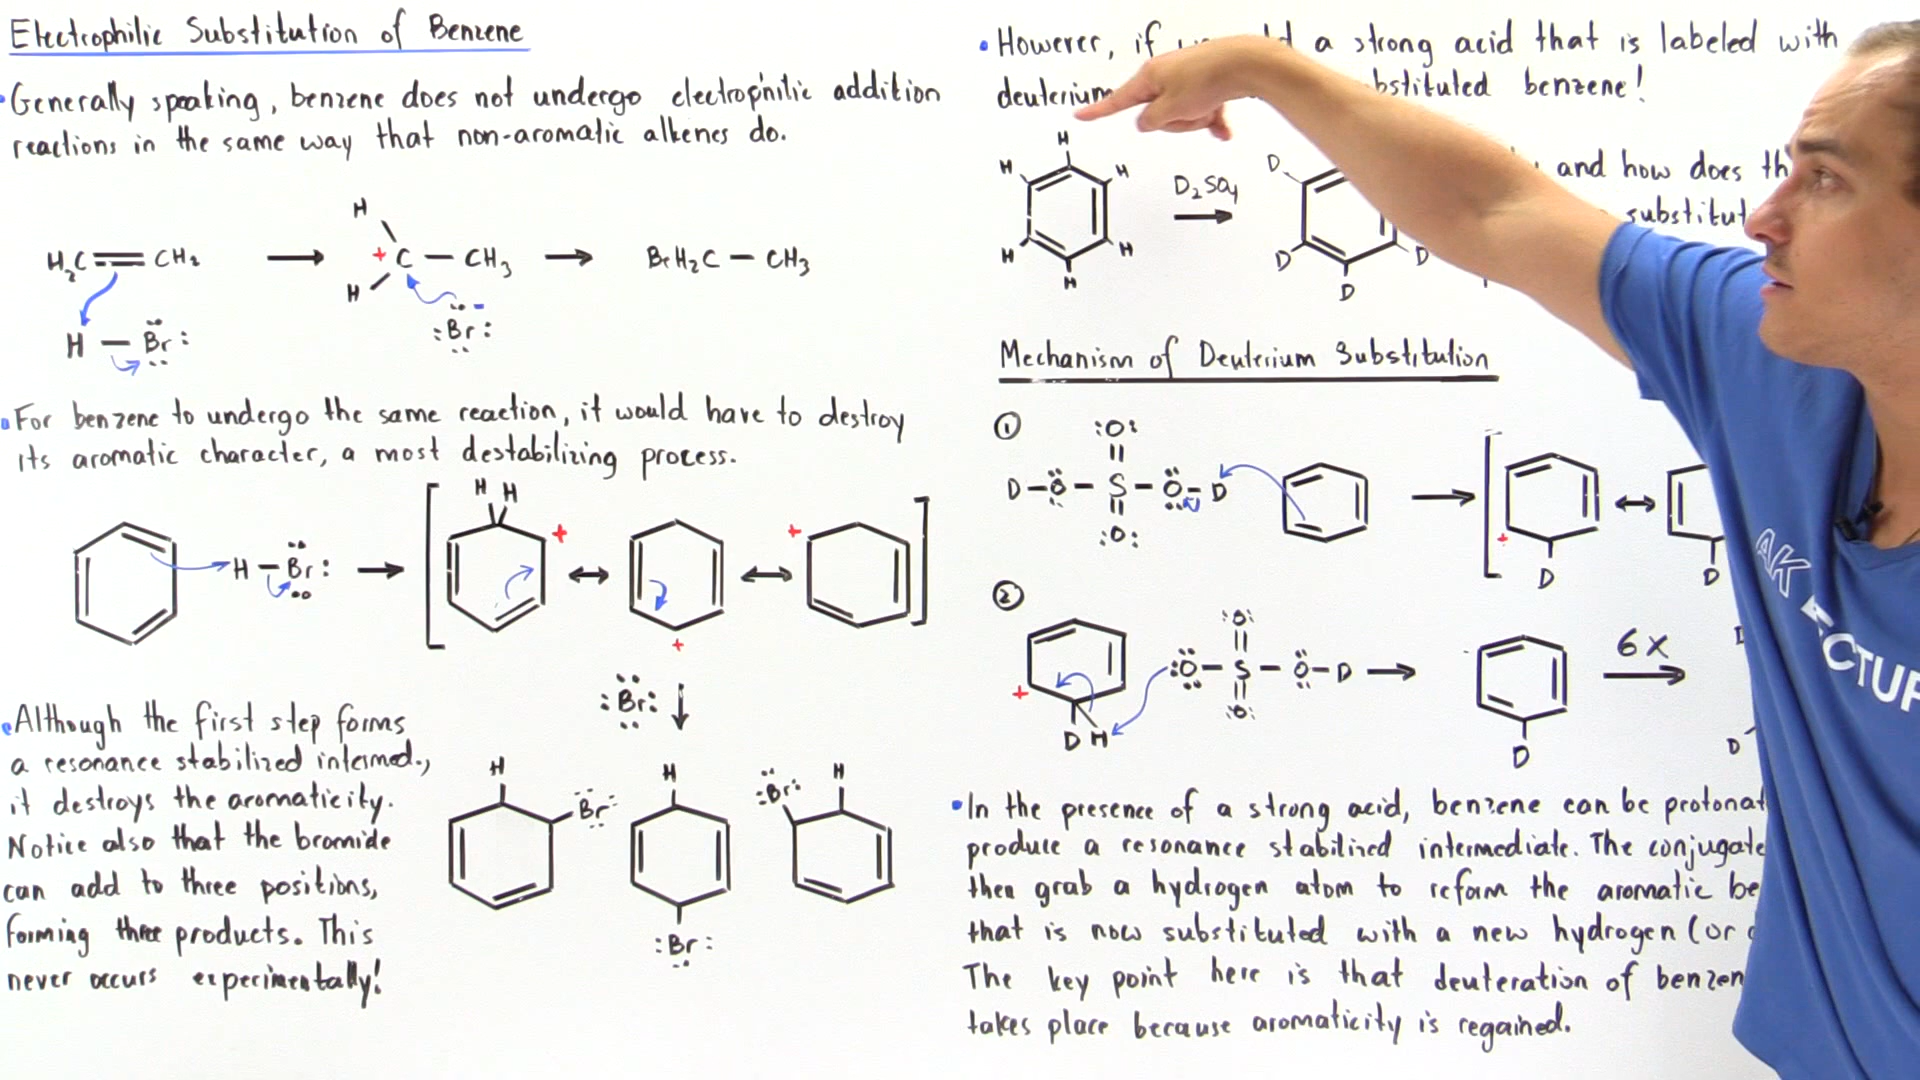 Electrophilic Substitution of Benzene
• Generally speaking, benzene does not undergo electrophilic addition
reactions in the same way that non-aromatic alkenes do.
H₂C=CH₂ → H H + C — CH₃ → BrH₂C — CH₃
H — Br:
:Br: -
• For benzene to undergo the same reaction, it would have to destroy
its aromatic character, a most destabilizing process.
H — Br: → [ H H + ↔ + ↔ + ]
:Br: ↓
• Although the first step forms
a resonance stabilized intermed.,
it destroys the aromaticity.
Notice also that the bromide
can add to three positions,
forming three products. This
never occurs experimentally!
H Br:
H :Br:
:Br: H
• However, if a strong acid that is labeled with
deuterium bstituted benzene!
H H H H H H
D₂SO₄ →
D D D D
and how does th
substitut
Mechanism of Deuterium Substitution
①
:O:
D–O–S–O–D
:O:
→ [ + D ↔ D
②
+ D H
:O:
:O–S–O–D →
:O:
D
6X →
D
• In the presence of a strong acid, benzene can be protonat
produce a resonance stabilized intermediate. The conjugate
then grab a hydrogen atom to reform the aromatic be
that is now substituted with a new hydrogen (or
The key point here is that deuteration of benzen
takes place because aromaticity is regained.
AK LECTUR